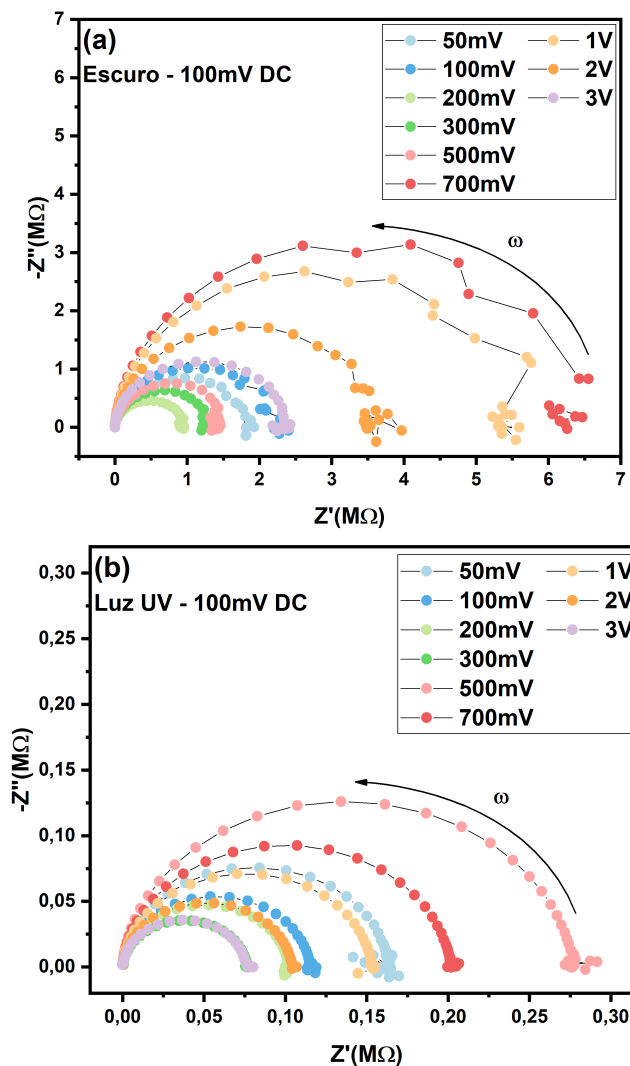 (a)
Escuro - 100mV DC
50mV
100mV
200mV
300mV
500mV
700mV
1V
2V
3V
ω
-Z''(MΩ)
7
6
5
4
3
2
1
0
0 1 2 3 4 5 6 7
Z'(MΩ)
(b)
Luz UV - 100mV DC
50mV
100mV
200mV
300mV
500mV
700mV
1V
2V
3V
ω
-Z''(MΩ)
0,30
0,25
0,20
0,15
0,10
0,05
0,00
0,00 0,05 0,10 0,15 0,20 0,25 0,30
Z'(MΩ)